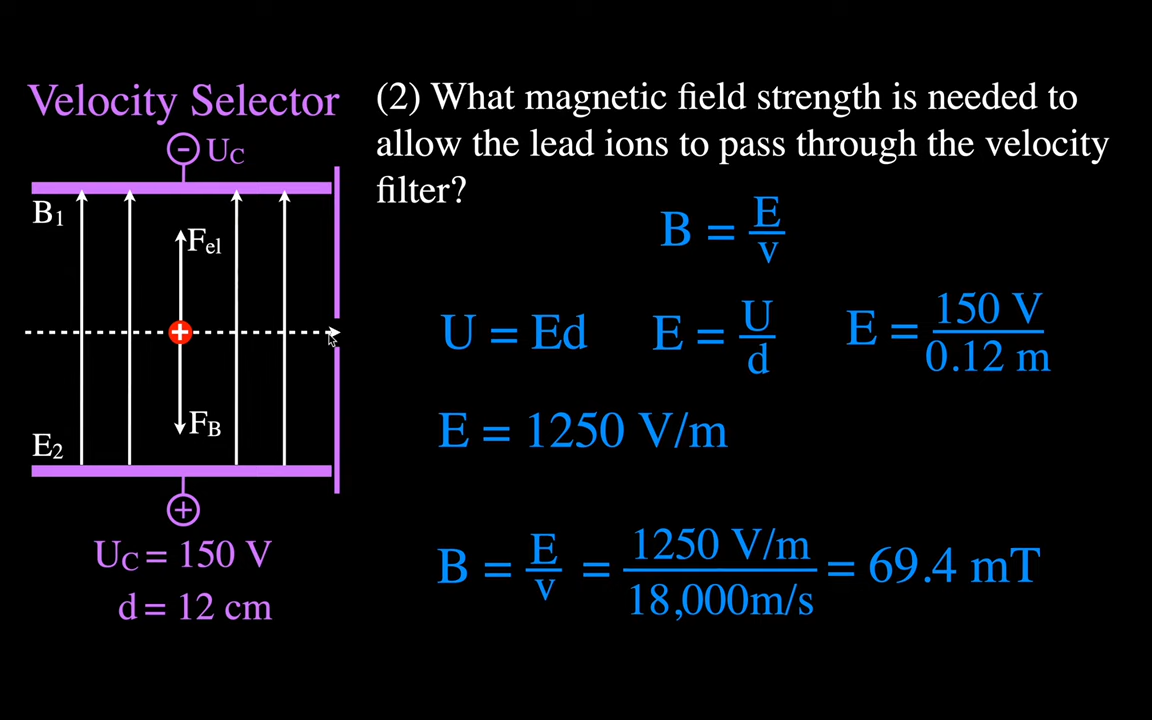 Velocity Selector
− U_C
B₁
F_el
+
F_B
E₂
+
U_C = 150 V
d = 12 cm
(2) What magnetic field strength is needed to
allow the lead ions to pass through the velocity
filter?
B = E/v
U = Ed E = U/d E = 150 V/0.12 m
E = 1250 V/m
B = E/v = 1250 V/m/18,000m/s = 69.4 mT